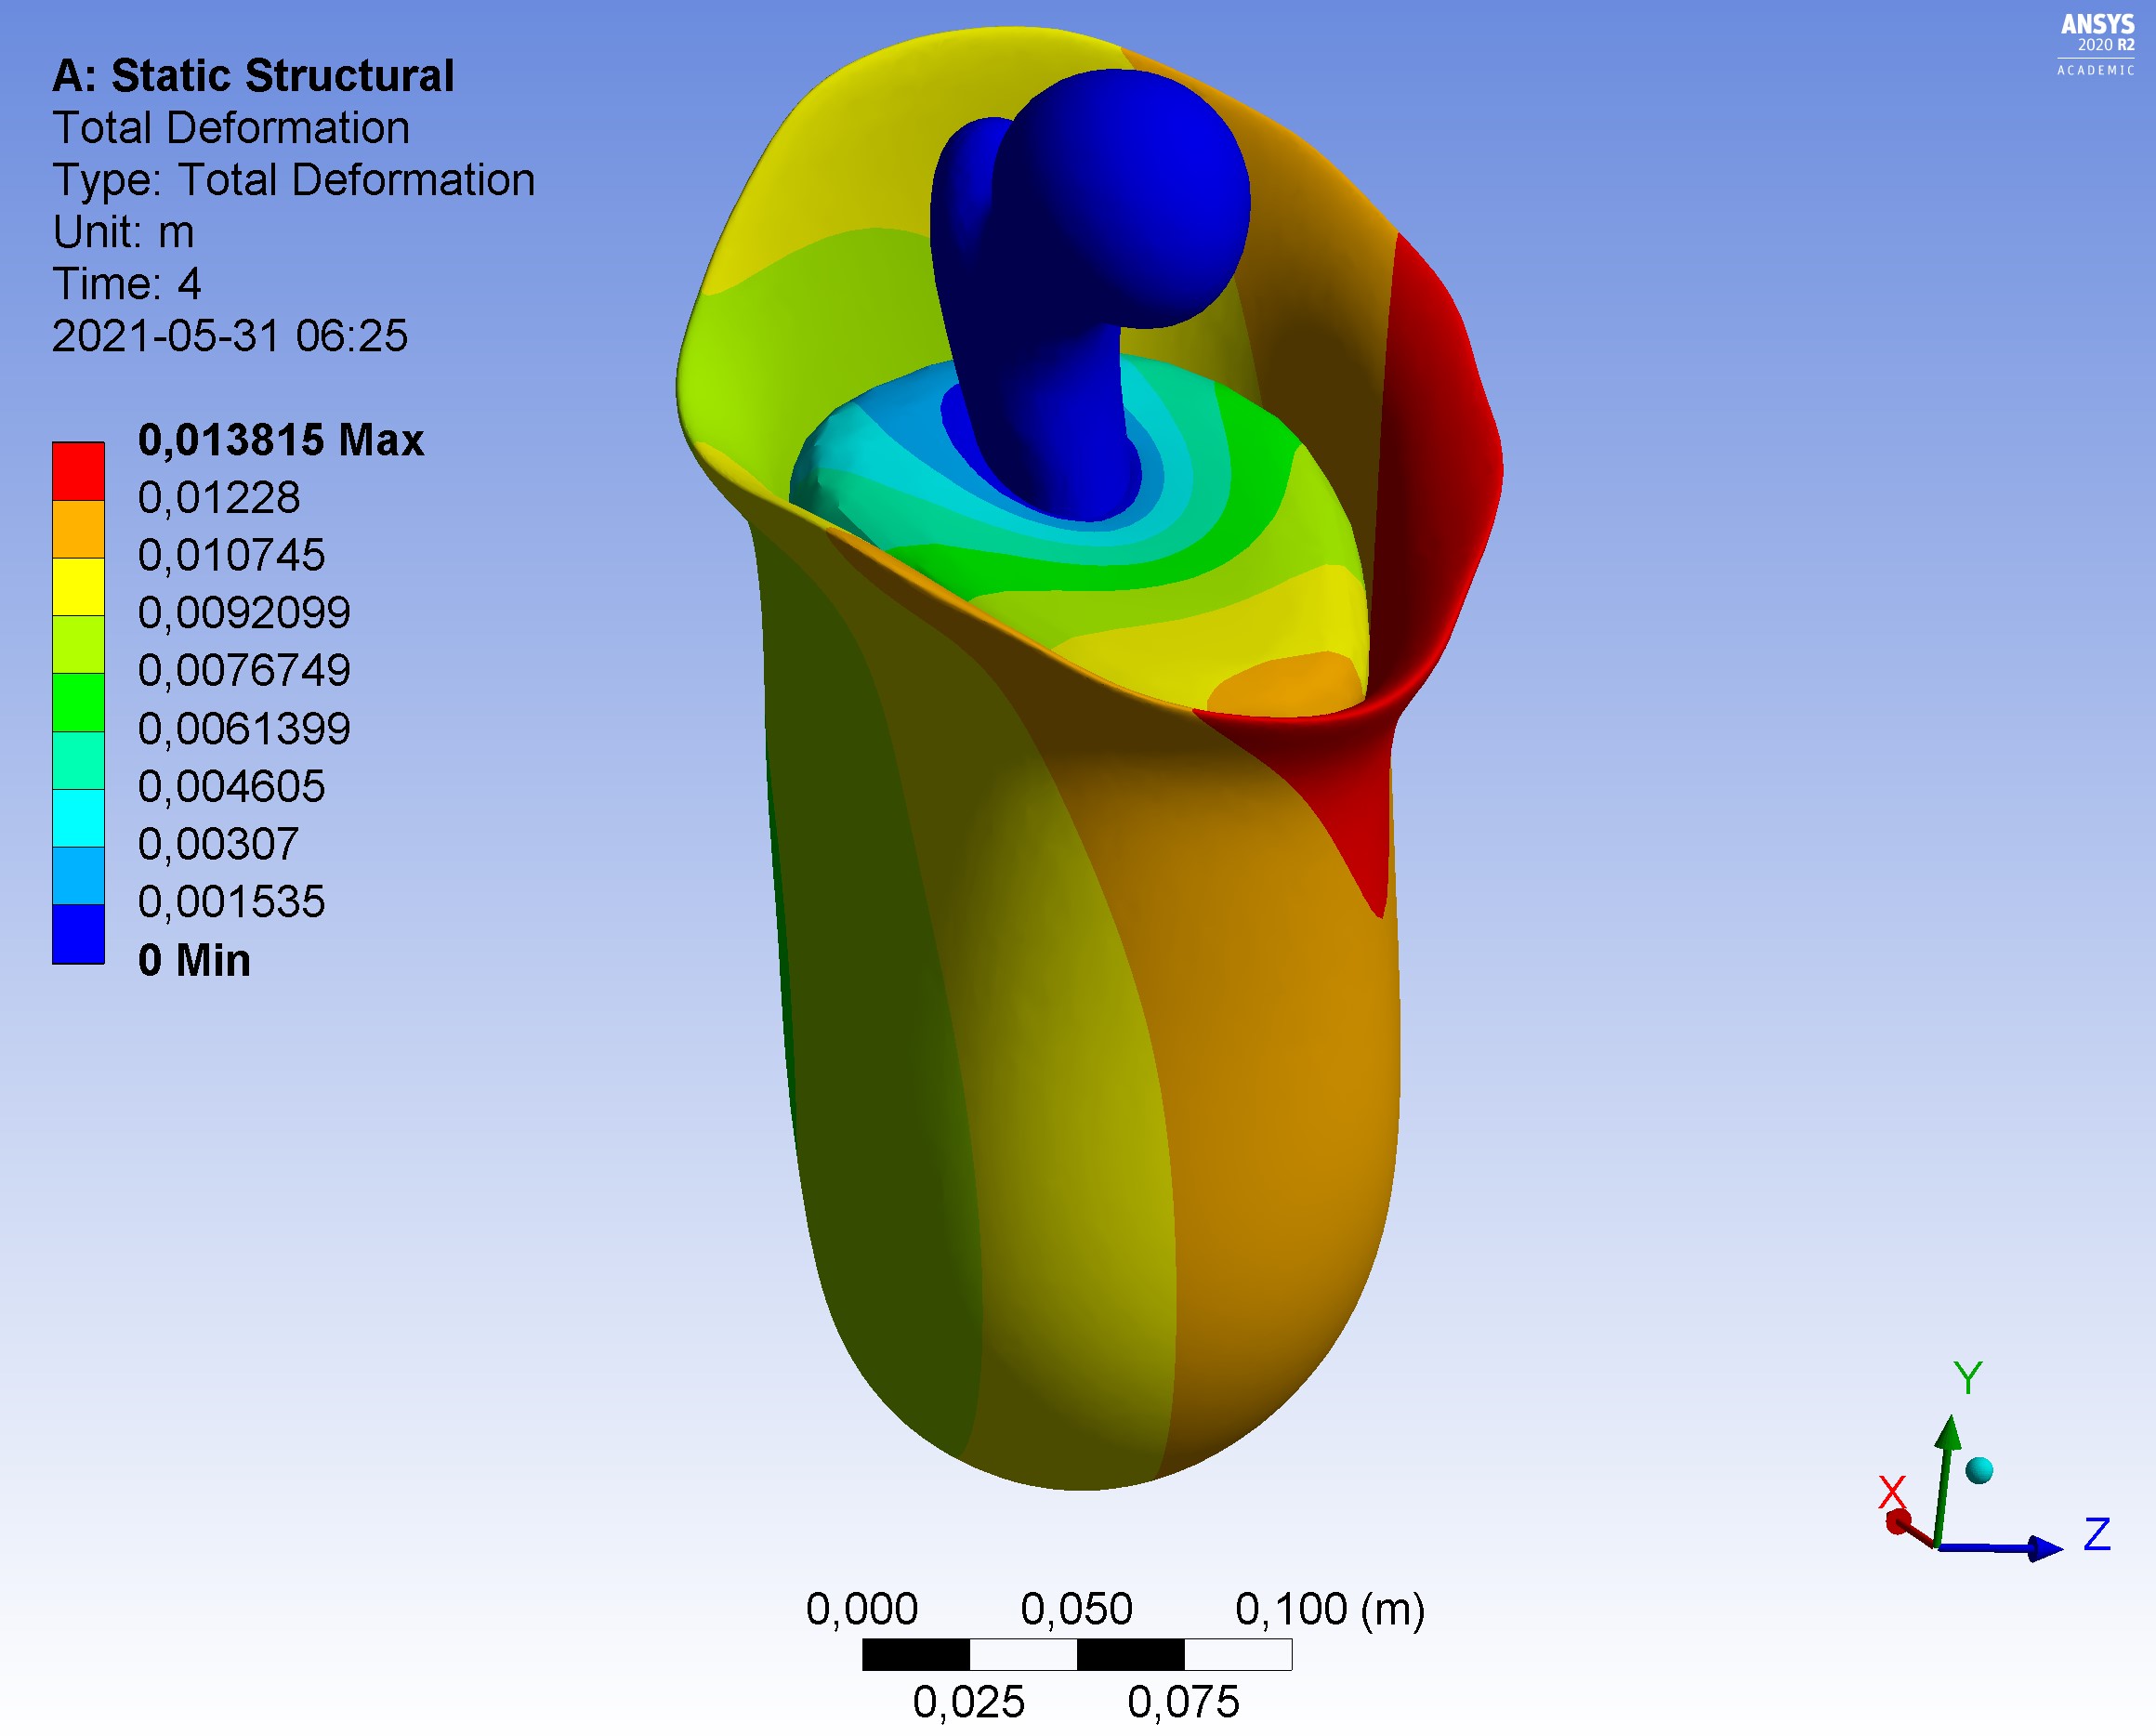 A: Static Structural
Total Deformation
Type: Total Deformation
Unit: m
Time: 4
2021-05-31 06:25
0,013815 Max
0,01228
0,010745
0,0092099
0,0076749
0,0061399
0,004605
0,00307
0,001535
0 Min
ANSYS
2020 R2
ACADEMIC
0,000 0,050 0,100 (m)
0,025 0,075
Y
X
Z